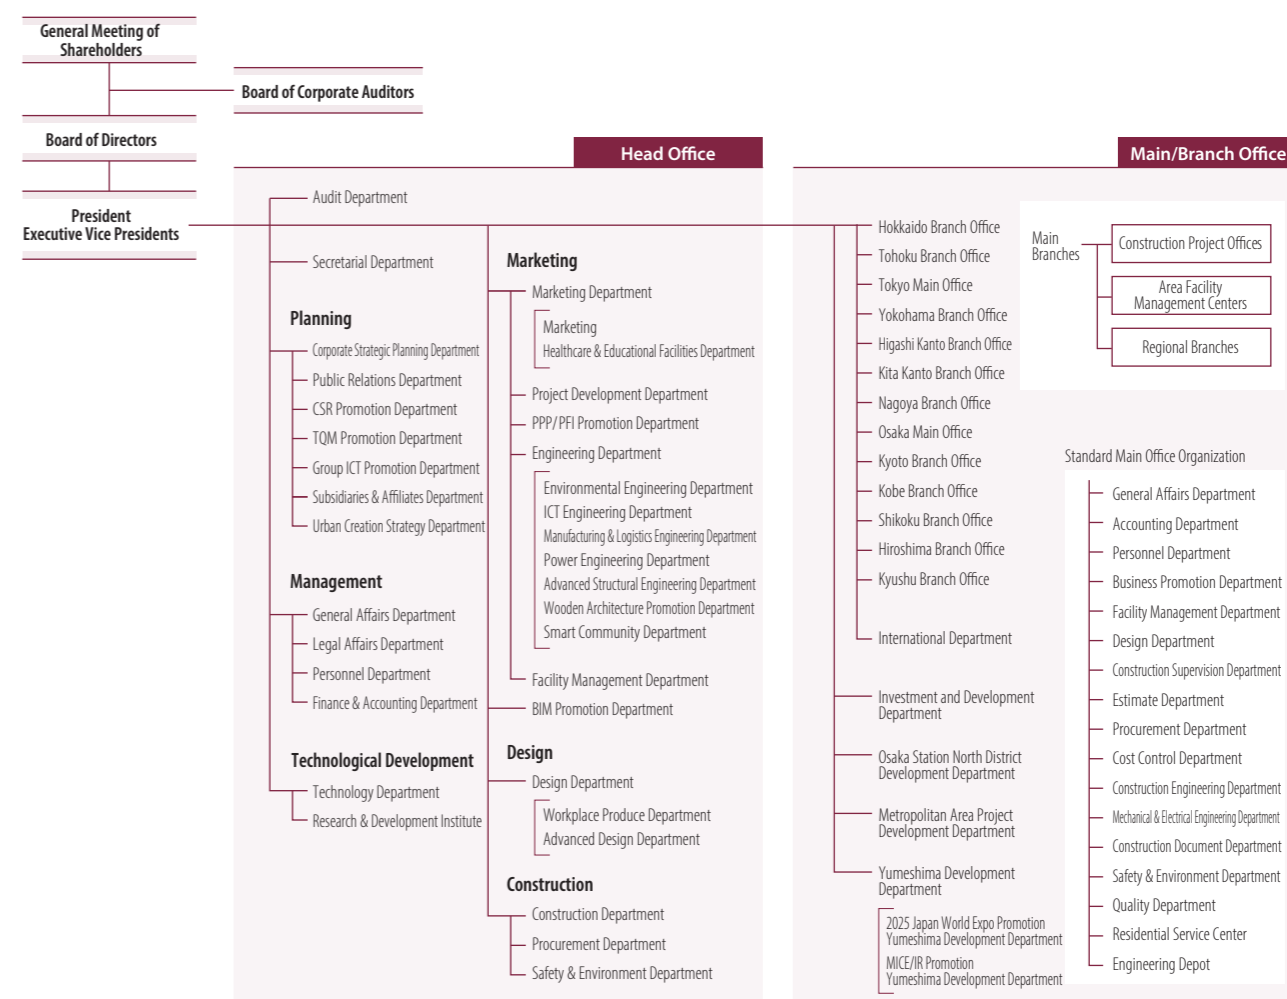 General Meeting of
Shareholders
Board of Corporate Auditors
Board of Directors
President
Executive Vice Presidents
Head Office
Audit Department
Secretarial Department
Planning
Corporate Strategic Planning Department
Public Relations Department
CSR Promotion Department
TQM Promotion Department
Group ICT Promotion Department
Subsidiaries & Affiliates Department
Urban Creation Strategy Department
Management
General Affairs Department
Legal Affairs Department
Personnel Department
Finance & Accounting Department
Technological Development
Technology Department
Research & Development Institute
Marketing
Marketing Department
Marketing
Healthcare & Educational Facilities Department
Project Development Department
PPP/PFI Promotion Department
Engineering Department
Environmental Engineering Department
ICT Engineering Department
Manufacturing & Logistics Engineering Department
Power Engineering Department
Advanced Structural Engineering Department
Wooden Architecture Promotion Department
Smart Community Department
Facility Management Department
BIM Promotion Department
Design
Design Department
Workplace Produce Department
Advanced Design Department
Construction
Construction Department
Procurement Department
Safety & Environment Department
Main/Branch Office
Hokkaido Branch Office
Tohoku Branch Office
Tokyo Main Office
Yokohama Branch Office
Higashi Kanto Branch Office
Kita Kanto Branch Office
Nagoya Branch Office
Osaka Main Office
Kyoto Branch Office
Kobe Branch Office
Shikoku Branch Office
Hiroshima Branch Office
Kyushu Branch Office
International Department
Investment and Development
Department
Osaka Station North District
Development Department
Metropolitan Area Project
Development Department
Yumeshima Development
Department
2025 Japan World Expo Promotion
Yumeshima Development Department
MICE/IR Promotion
Yumeshima Development Department
Main
Branches
Construction Project Offices
Area Facility
Management Centers
Regional Branches
Standard Main Office Organization
General Affairs Department
Accounting Department
Personnel Department
Business Promotion Department
Facility Management Department
Design Department
Construction Supervision Department
Estimate Department
Procurement Department
Cost Control Department
Construction Engineering Department
Mechanical & Electrical Engineering Department
Construction Document Department
Safety & Environment Department
Quality Department
Residential Service Center
Engineering Depot